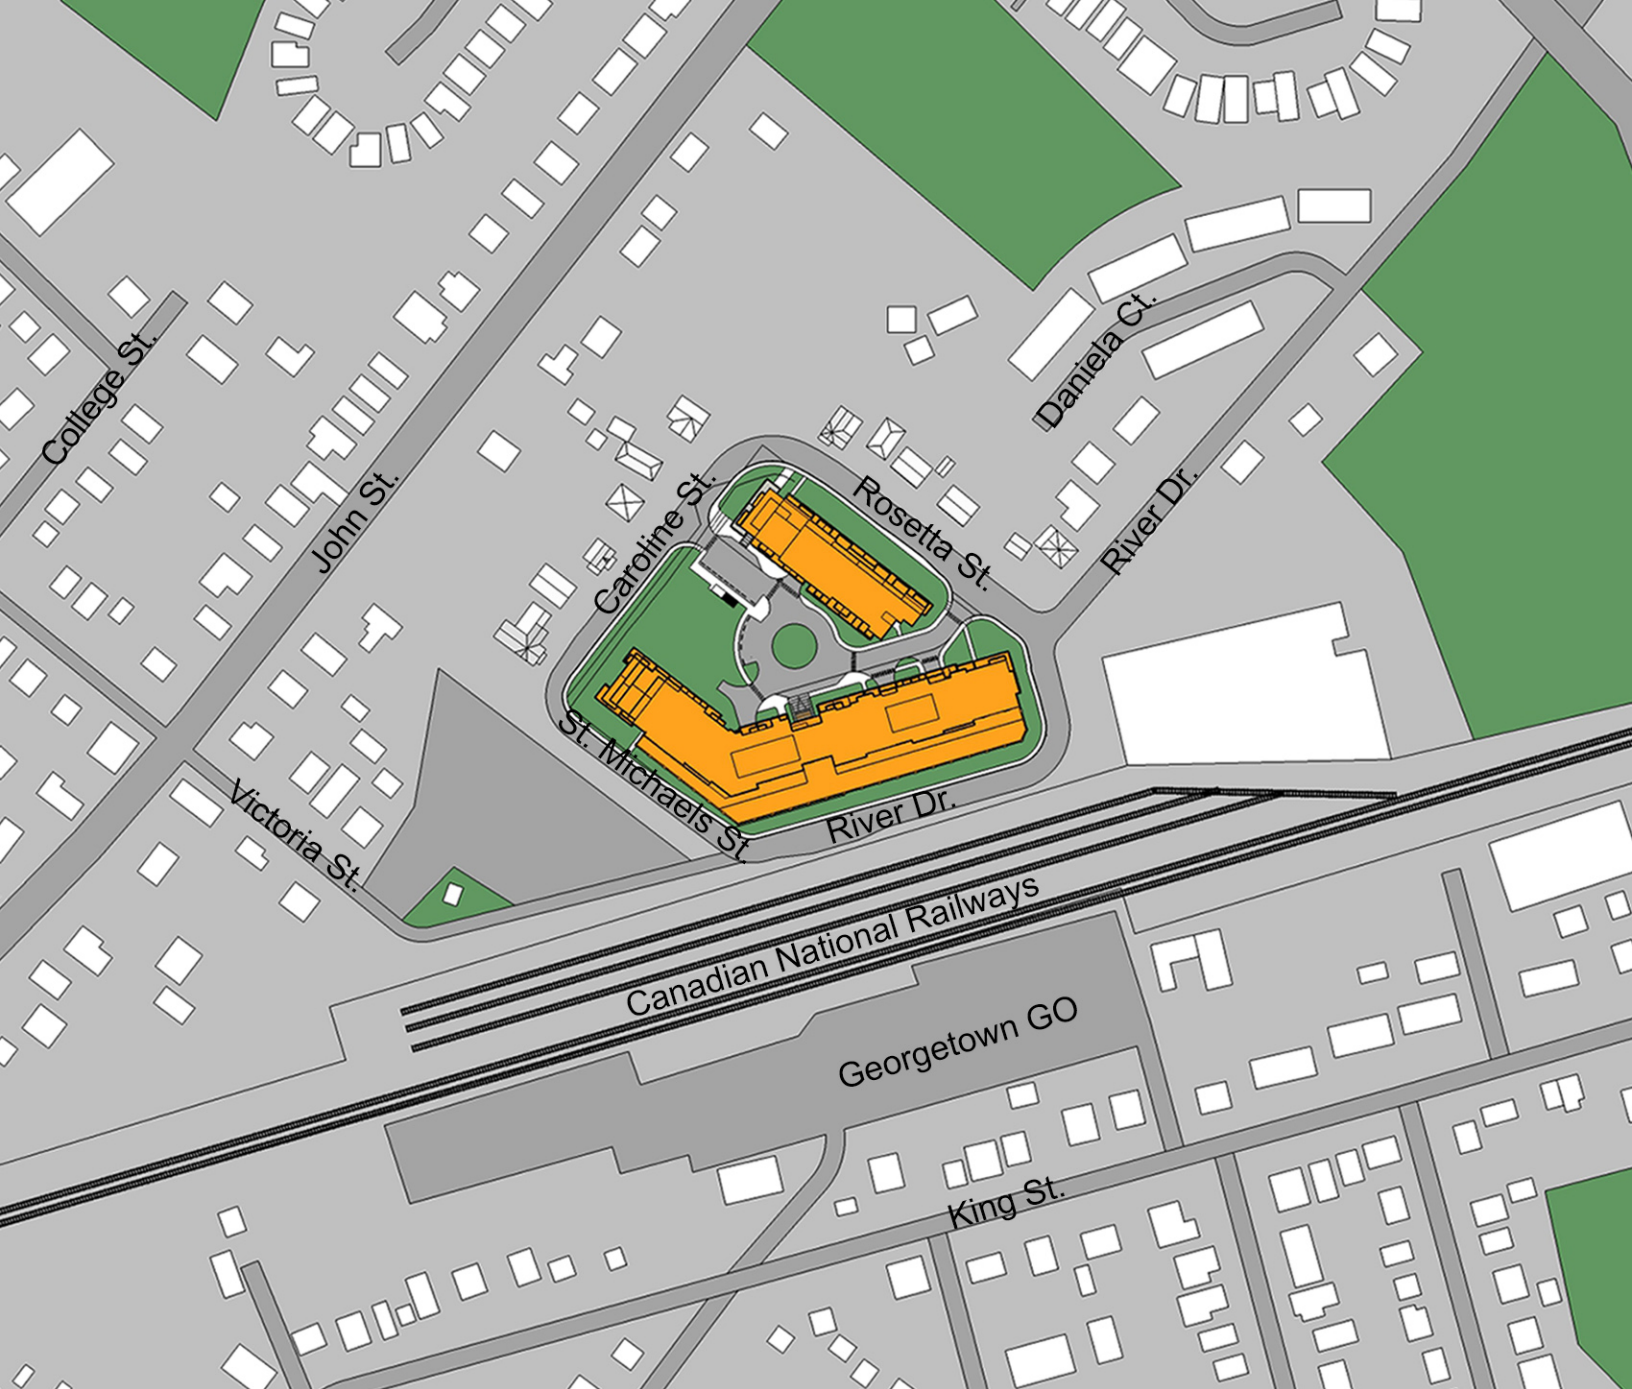 Daniela Ct.
College St.
John St.
Caroline St.
Rosetta St.
River Dr.
St. Michaels St.
Victoria St.
River Dr.
Canadian National Railways
Georgetown GO
King St.